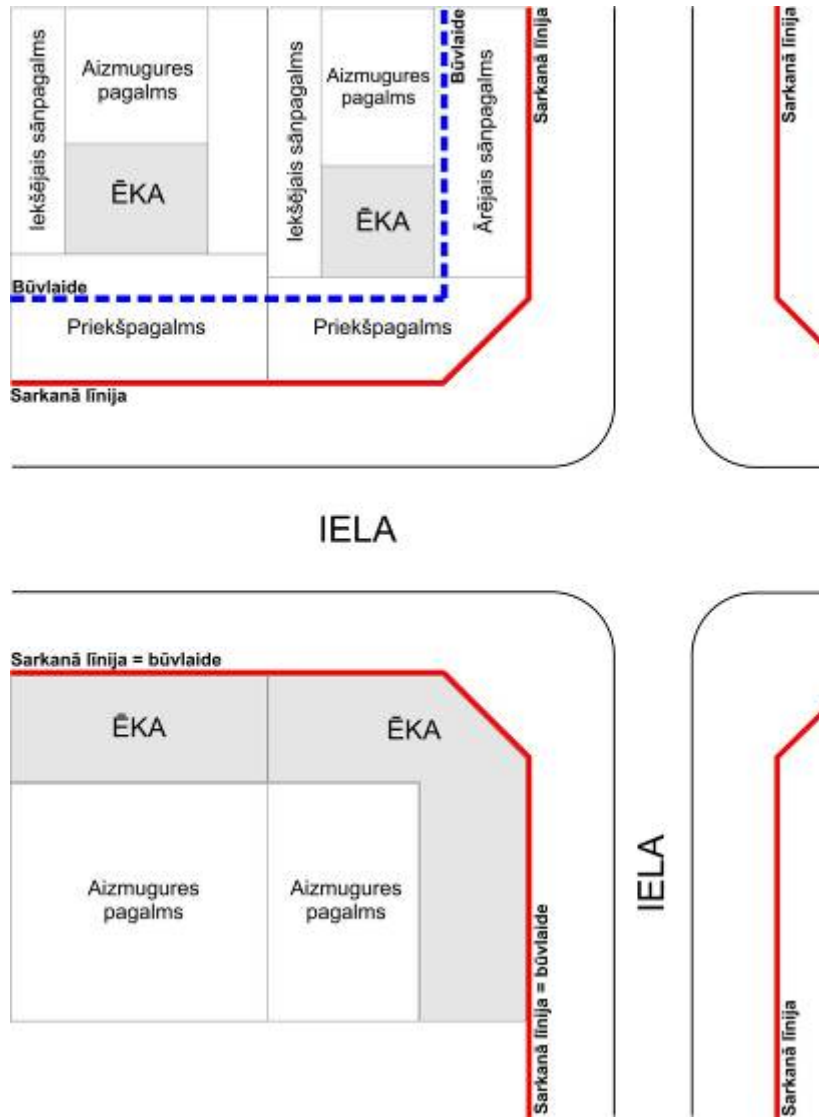 Iekšējais sānpagalms
Aizmugures
pagalms
ĒKA
Iekšējais sānpagalms
Aizmugures
pagalms
ĒKA
Būvlaide
Ārējais sānpagalms
Sarkanā līnija
Sarkanā līnija
Būvlaide
Priekšpagalms
Priekšpagalms
Sarkanā līnija
IELA
Sarkanā līnija = būvlaide
ĒKA
ĒKA
Aizmugures
pagalms
Aizmugures
pagalms
Sarkanā līnija = būvlaide
IELA
Sarkanā līnija